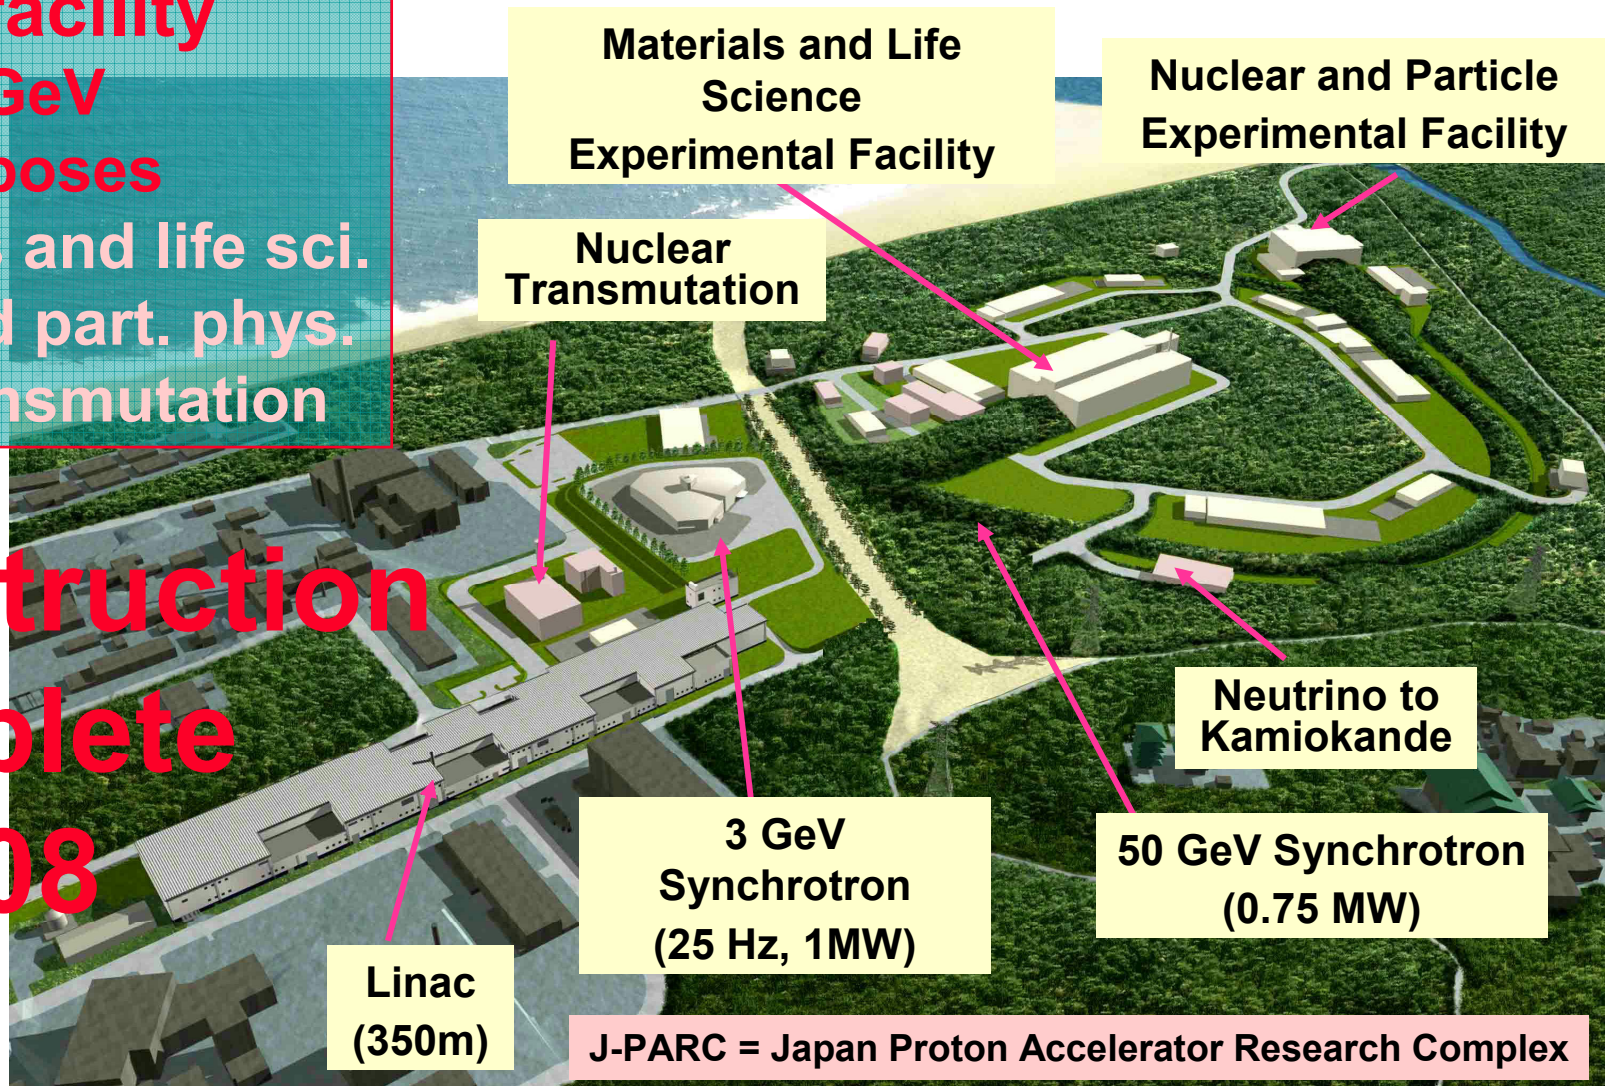 facility
GeV
poses
s and life sci.
d part. phys.
nsmutation
truction
plete
08
Materials and Life
Science
Experimental Facility
Nuclear and Particle
Experimental Facility
Nuclear
Transmutation
Neutrino to
Kamiokande
3 GeV
Synchrotron
(25 Hz, 1MW)
50 GeV Synchrotron
(0.75 MW)
Linac
(350m)
J-PARC = Japan Proton Accelerator Research Complex